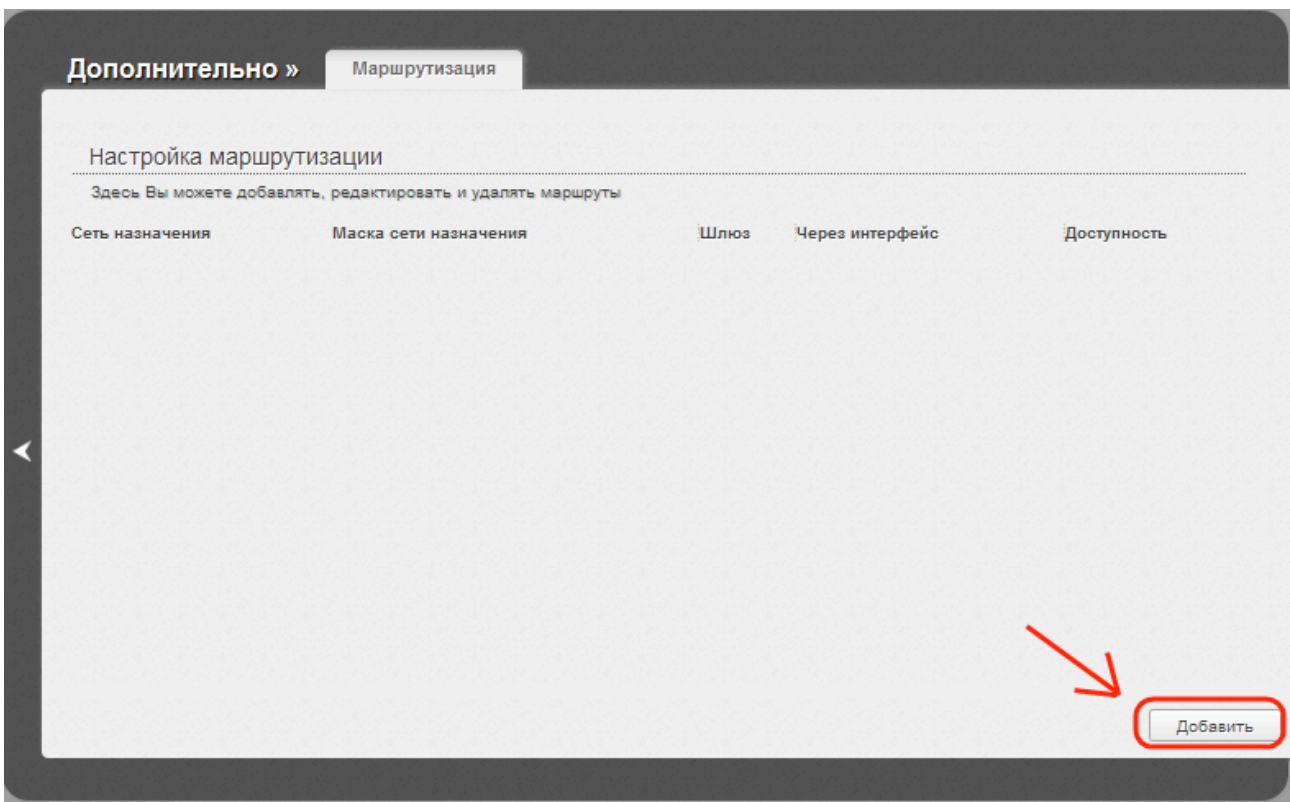 Дополнительно » Маршрутизация
Настройка маршрутизации
Здесь Вы можете добавлять, редактировать и удалять маршруты
Сеть назначения Маска сети назначения Шлюз Через интерфейс Доступность
Добавить